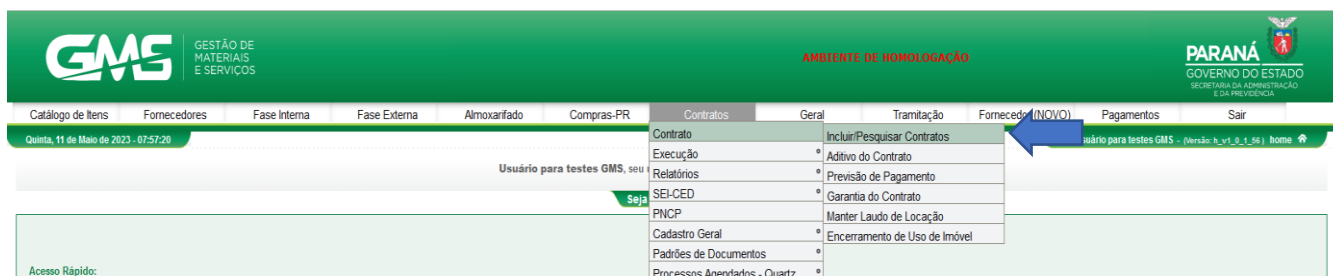 GMS
GESTÃO DE
MATERIAIS
E SERVIÇOS
AMBIENTE DE HOMOLOGAÇÃO
PARANÁ
GOVERNO DO ESTADO
SECRETARIA DA ADMINISTRAÇÃO
E DA PREVIDÊNCIA
Catálogo de Itens Fornecedores Fase Interna Fase Externa Almoxarifado Compras-PR Contratos Geral Tramitação Fornecedor (NOVO) Pagamentos Sair
Quinta, 11 de Maio de 2023 - 07:57:20
suário para testes GMS - (Versão: h_v1_0_1_56) home
Usuário para testes GMS, seu
Seja
Contrato
Execução
Relatórios
SEI-CED
PNCP
Cadastro Geral
Padrões de Documentos
Processos Agendados - Quartz
Incluir/Pesquisar Contratos
Aditivo do Contrato
Previsão de Pagamento
Garantia do Contrato
Manter Laudo de Locação
Encerramento de Uso de Imóvel
Acesso Rápido: